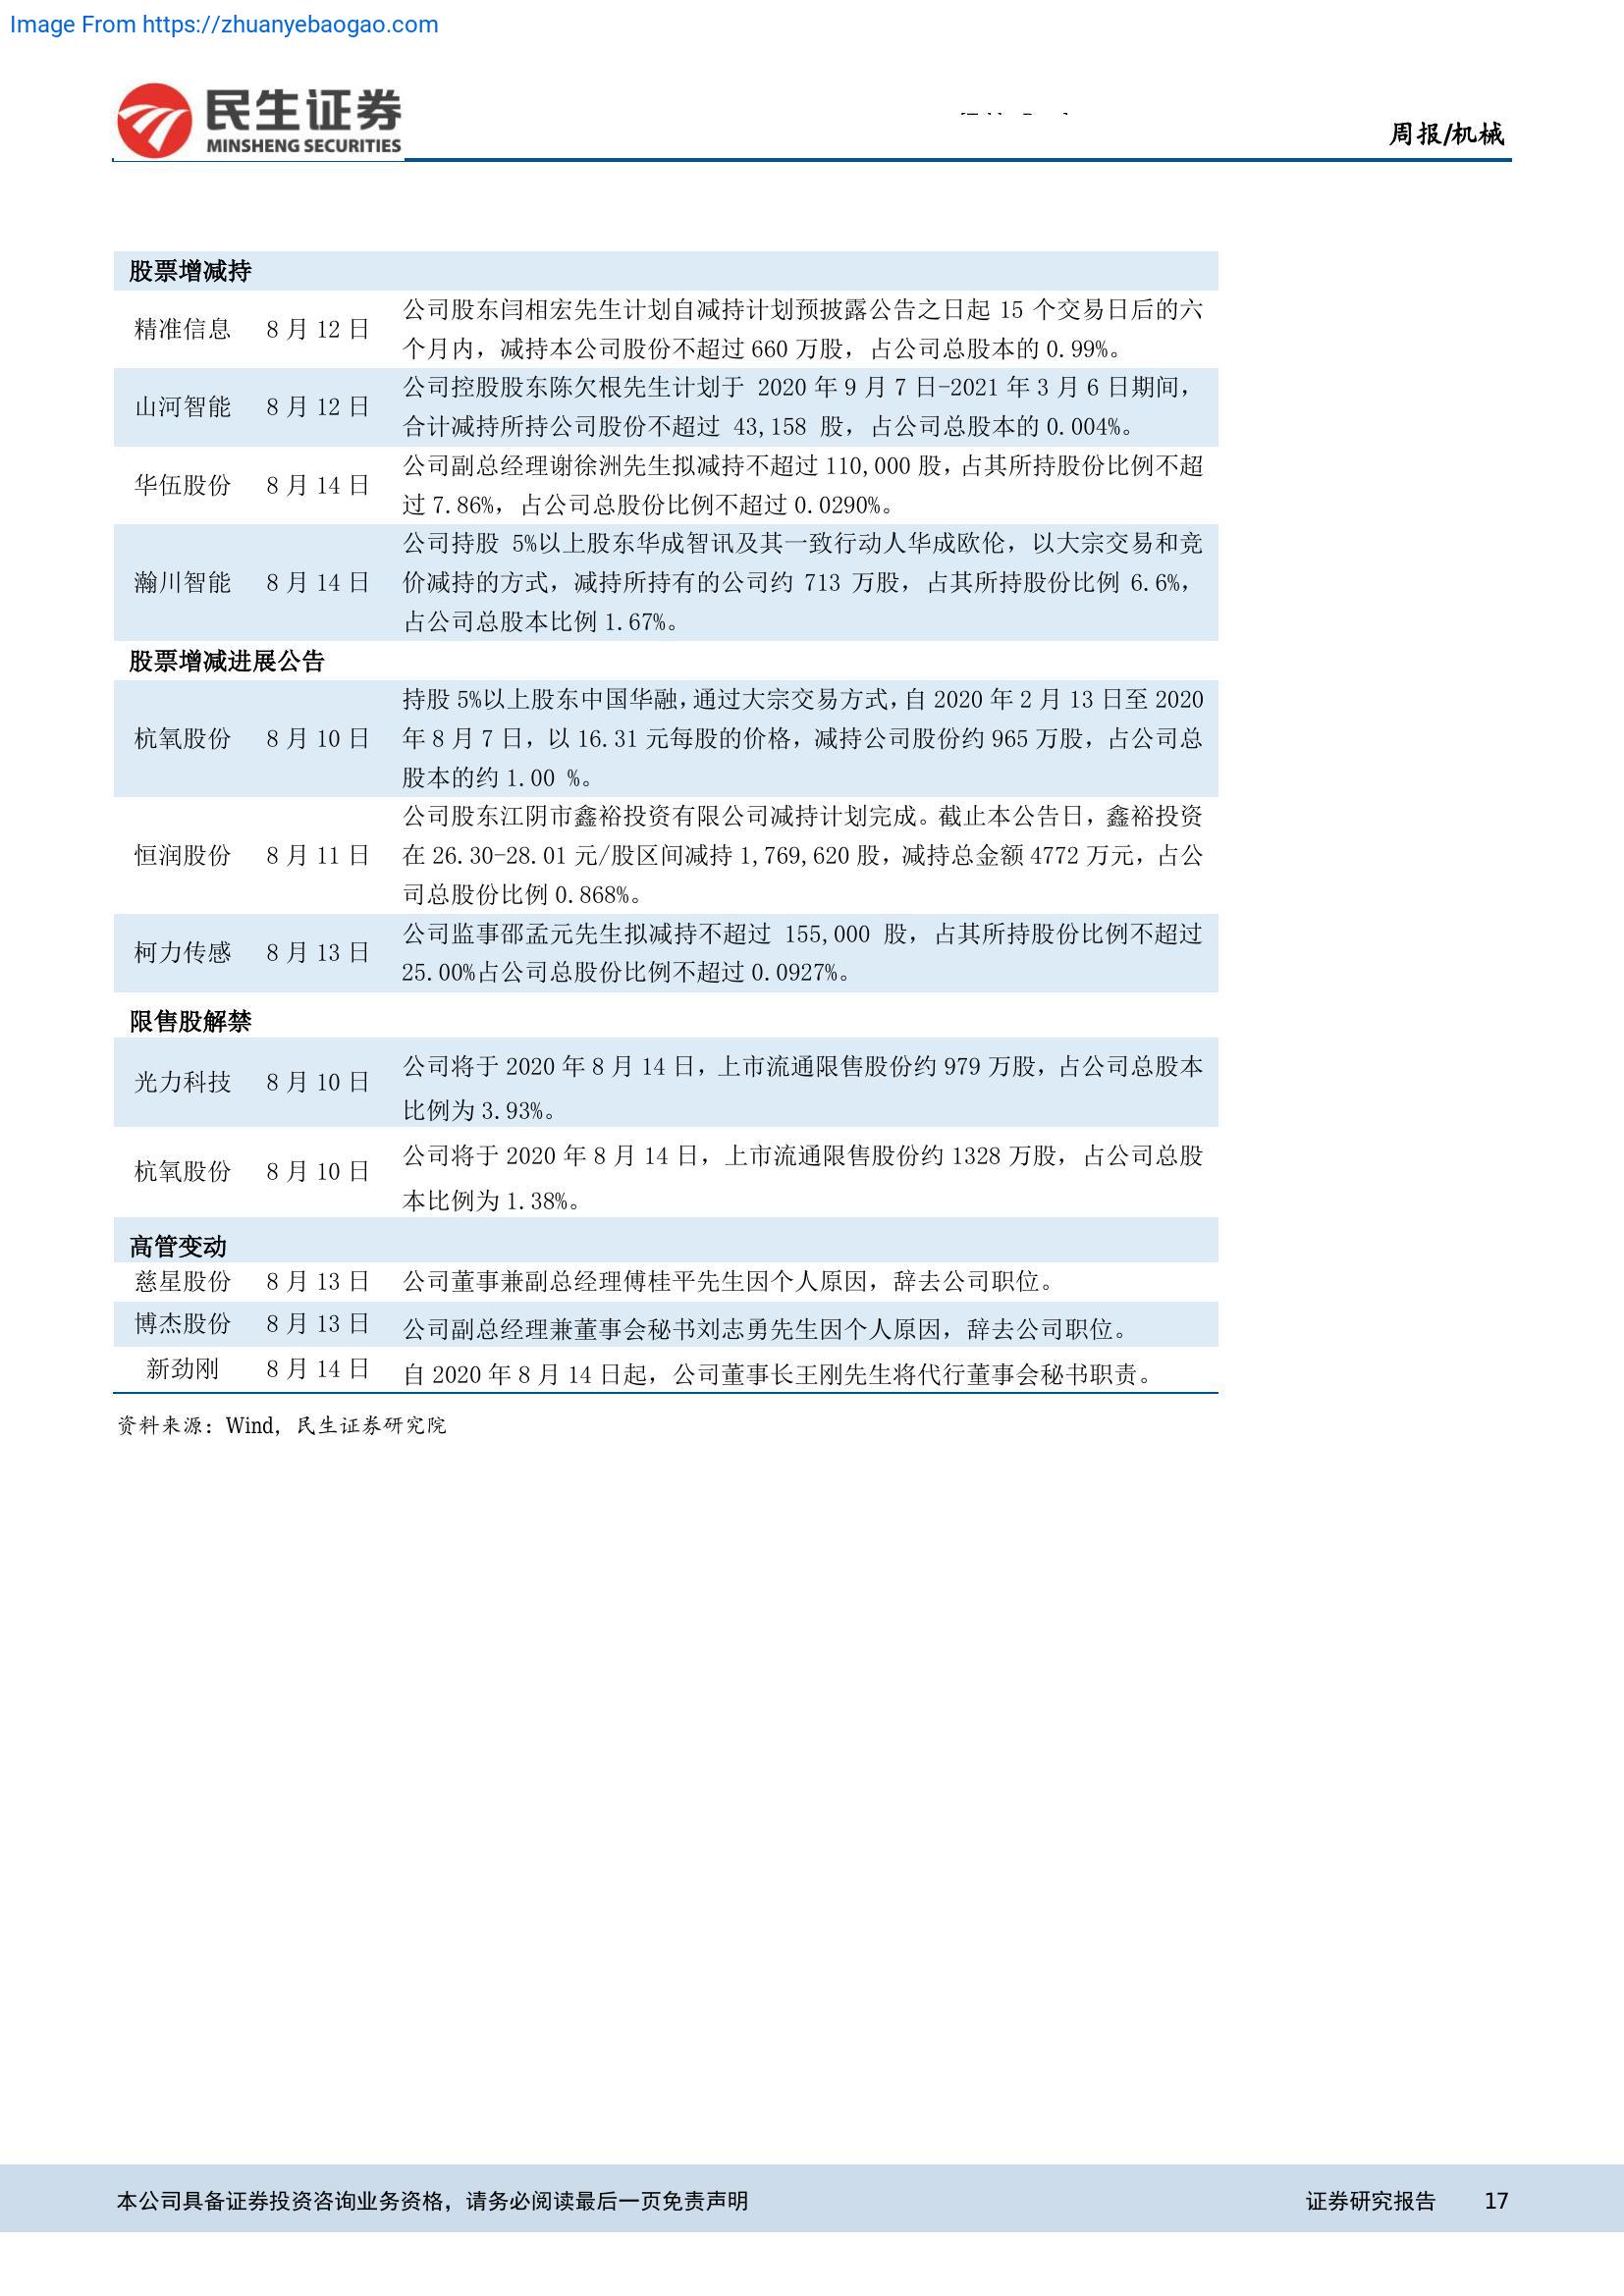 Image From https://zhuanyebaogao.com
民生证券
MINSHENG SECURITIES
周报/机械
股票增减持
精准信息 8 月 12 日 公司股东闫相宏先生计划自减持计划预披露公告之日起 15 个交易日后的六
个月内，减持本公司股份不超过 660 万股，占公司总股本的 0.99%。
山河智能 8 月 12 日 公司控股股东陈欠根先生计划于 2020 年 9 月 7 日-2021 年 3 月 6 日期间，
合计减持所持公司股份不超过 43,158 股，占公司总股本的 0.004%。
华伍股份 8 月 14 日 公司副总经理谢徐洲先生拟减持不超过 110,000 股，占其所持股份比例不超
过 7.86%，占公司总股份比例不超过 0.0290%。
瀚川智能 8 月 14 日 公司持股 5%以上股东华成智讯及其一致行动人华成欧伦，以大宗交易和竞
价减持的方式，减持所持有的公司约 713 万股，占其所持股份比例 6.6%，
占公司总股本比例 1.67%。
股票增减进展公告
杭氧股份 8 月 10 日 持股 5%以上股东中国华融，通过大宗交易方式，自 2020 年 2 月 13 日至 2020
年 8 月 7 日，以 16.31 元每股的价格，减持公司股份约 965 万股，占公司总
股本的约 1.00 %。
恒润股份 8 月 11 日 公司股东江阴市鑫裕投资有限公司减持计划完成。截止本公告日，鑫裕投资
在 26.30-28.01 元/股区间减持 1,769,620 股，减持总金额 4772 万元，占公
司总股份比例 0.868%。
柯力传感 8 月 13 日 公司监事邵孟元先生拟减持不超过 155,000 股，占其所持股份比例不超过
25.00%占公司总股份比例不超过 0.0927%。
限售股解禁
光力科技 8 月 10 日 公司将于 2020 年 8 月 14 日，上市流通限售股份约 979 万股，占公司总股本
比例为 3.93%。
杭氧股份 8 月 10 日 公司将于 2020 年 8 月 14 日，上市流通限售股份约 1328 万股，占公司总股
本比例为 1.38%。
高管变动
慈星股份 8 月 13 日 公司董事兼副总经理傅桂平先生因个人原因，辞去公司职位。
博杰股份 8 月 13 日 公司副总经理兼董事会秘书刘志勇先生因个人原因，辞去公司职位。
新劲刚 8 月 14 日 自 2020 年 8 月 14 日起，公司董事长王刚先生将代行董事会秘书职责。
资料来源：Wind，民生证券研究院
本公司具备证券投资咨询业务资格，请务必阅读最后一页免责声明 证券研究报告 17